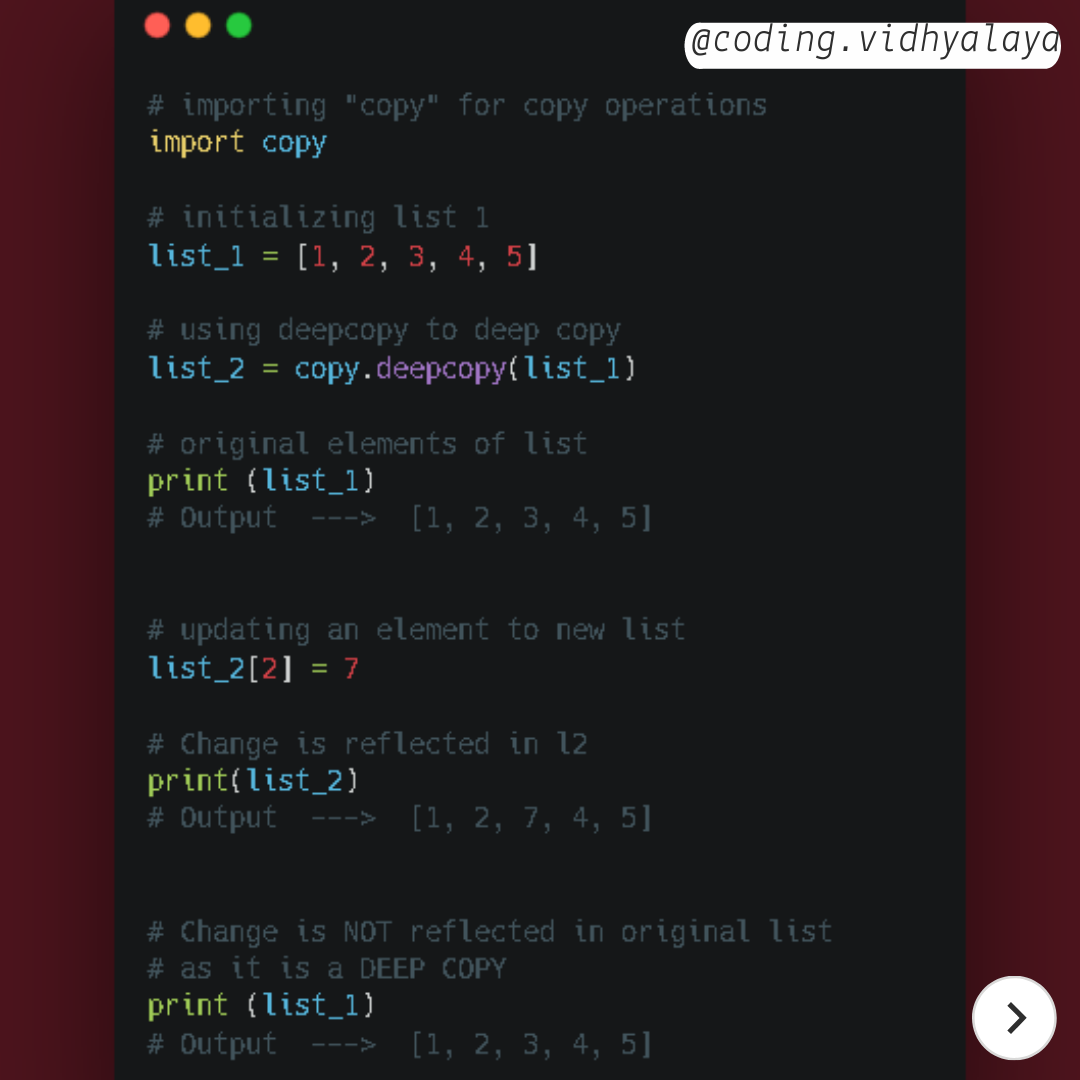 @coding.vidhyalaya
# importing "copy" for copy operations
import copy
# initializing list 1
list_1 = [1, 2, 3, 4, 5]
# using deepcopy to deep copy
list_2 = copy.deepcopy(list_1)
# original elements of list
print (list_1)
# Output  --->  [1, 2, 3, 4, 5]
# updating an element to new list
list_2[2] = 7
# Change is reflected in l2
print(list_2)
# Output  --->  [1, 2, 7, 4, 5]
# Change is NOT reflected in original list
# as it is a DEEP COPY
print (list_1)
# Output  --->  [1, 2, 3, 4, 5]